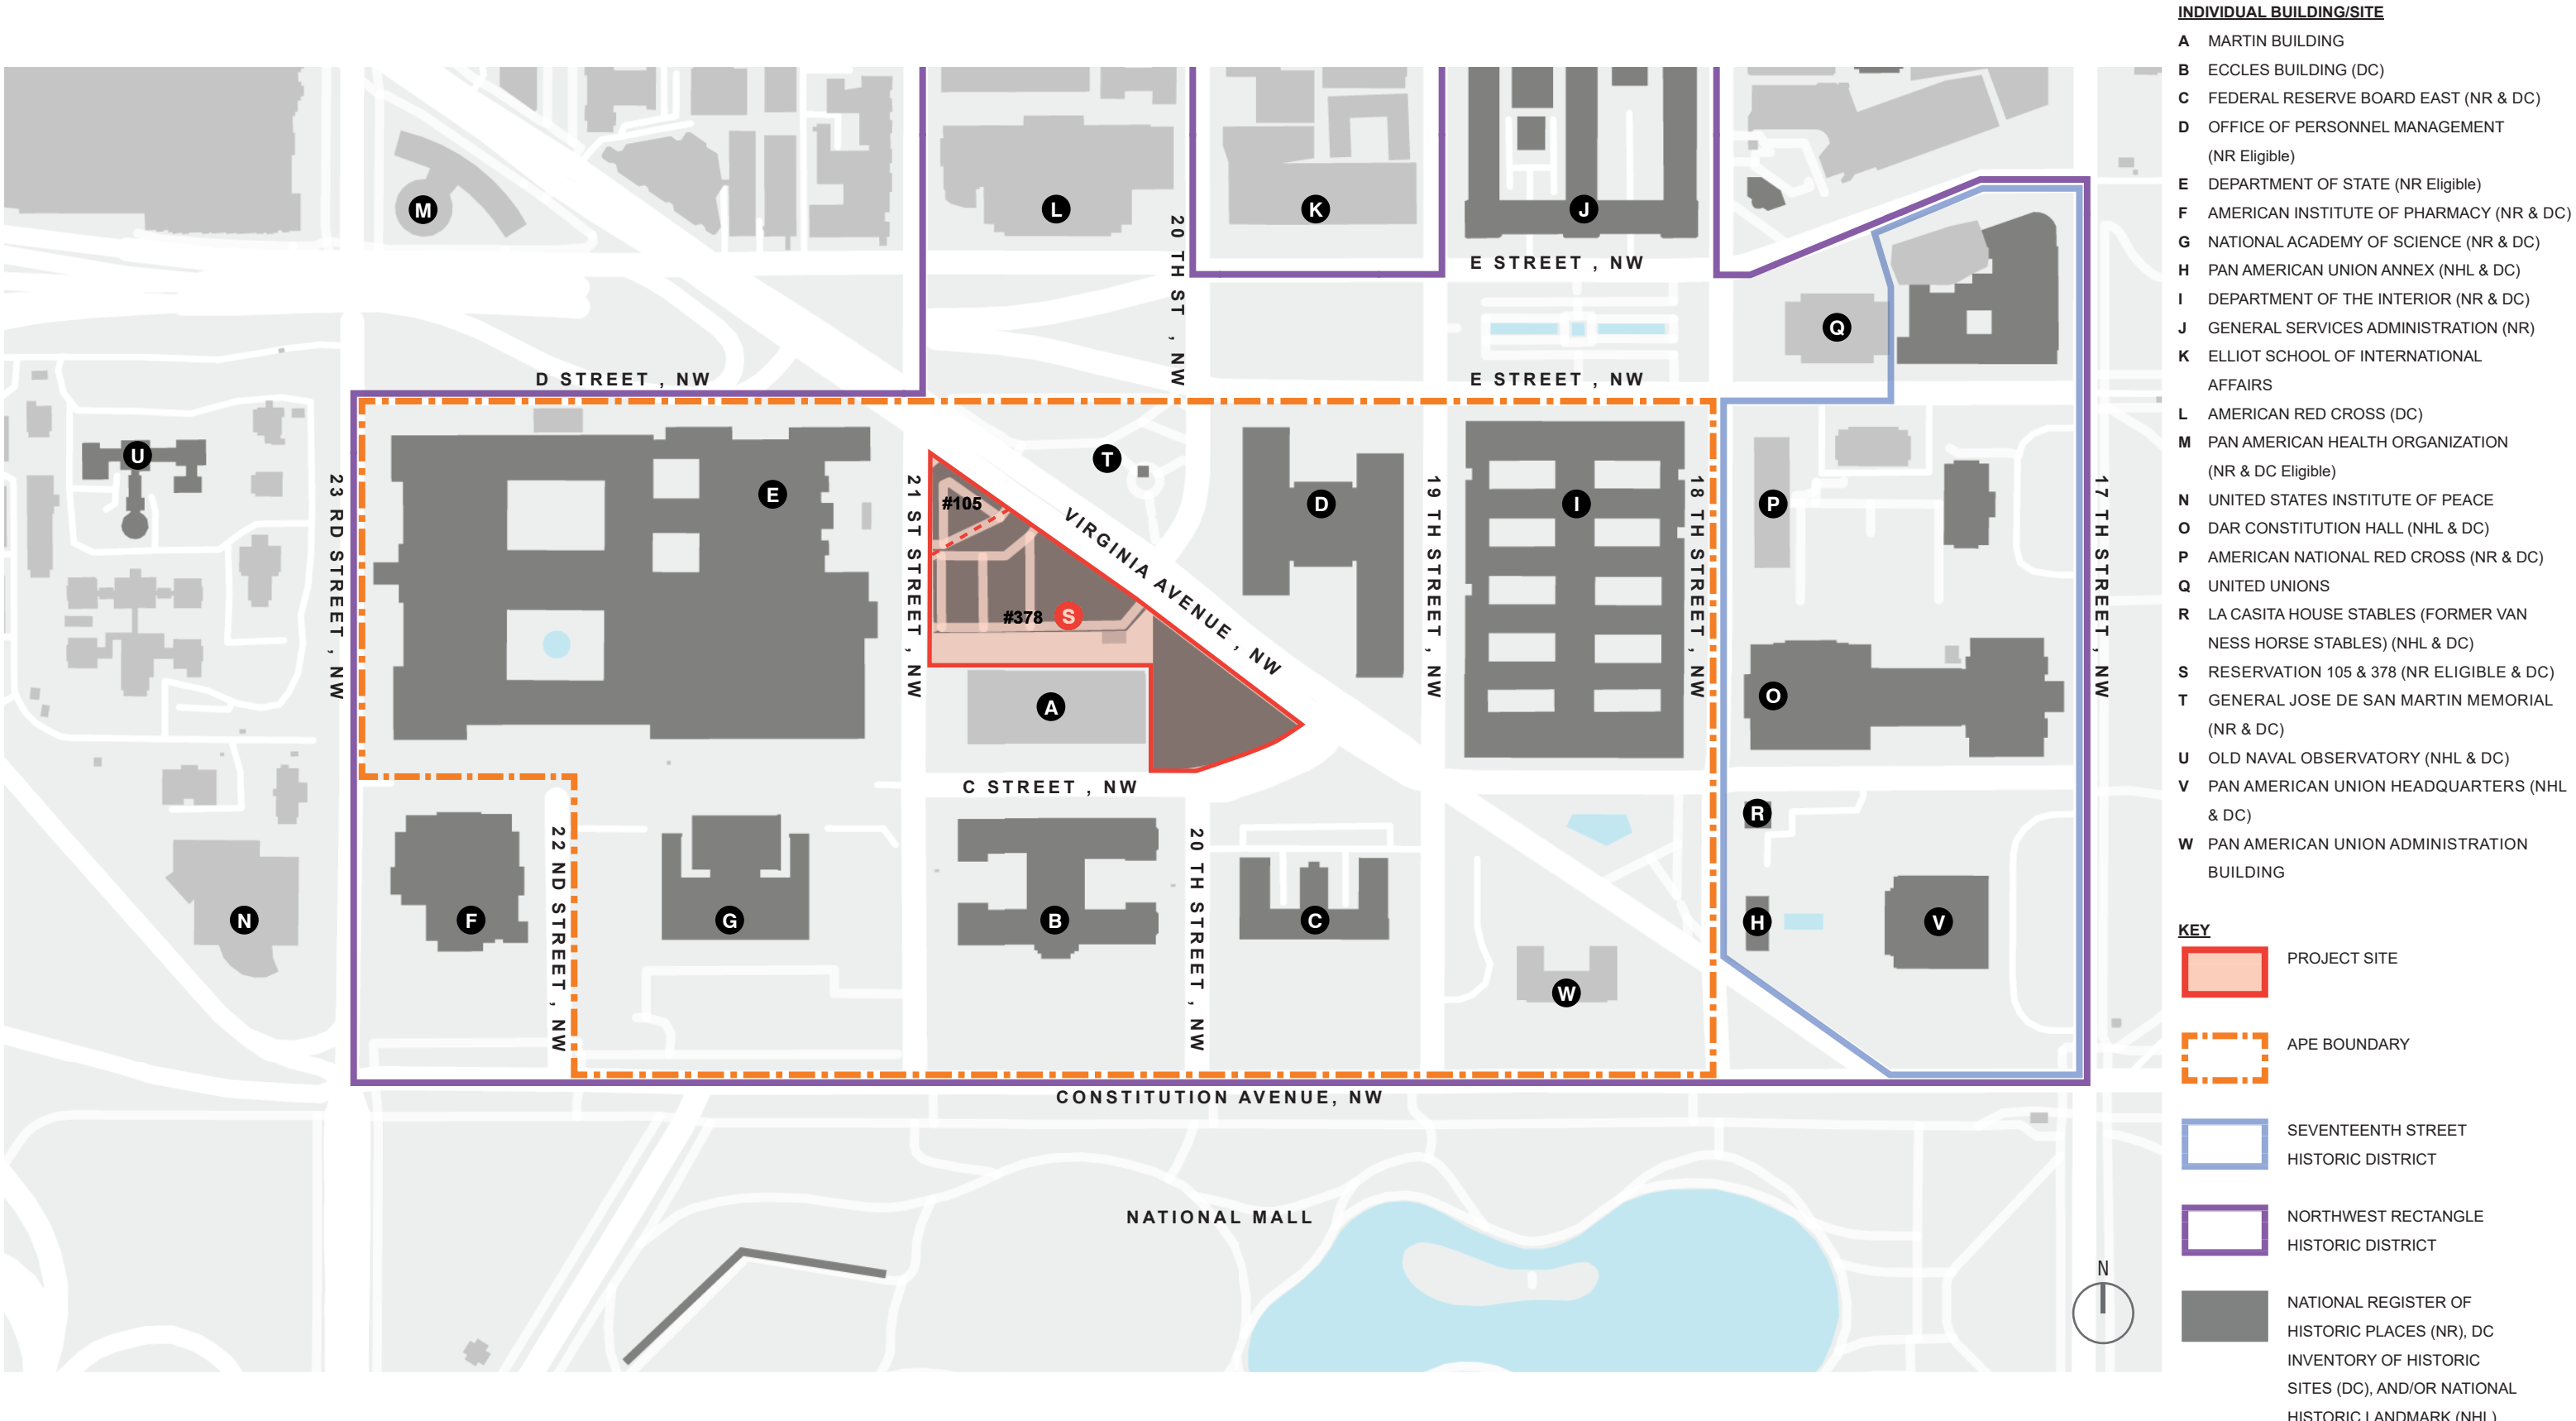 INDIVIDUAL BUILDING/SITE
A MARTIN BUILDING
B ECCLES BUILDING (DC)
C FEDERAL RESERVE BOARD EAST (NR & DC)
D OFFICE OF PERSONNEL MANAGEMENT
(NR Eligible)
E DEPARTMENT OF STATE (NR Eligible)
F AMERICAN INSTITUTE OF PHARMACY (NR & DC)
G NATIONAL ACADEMY OF SCIENCE (NR & DC)
H PAN AMERICAN UNION ANNEX (NHL & DC)
I DEPARTMENT OF THE INTERIOR (NR & DC)
J GENERAL SERVICES ADMINISTRATION (NR)
K ELLIOT SCHOOL OF INTERNATIONAL
AFFAIRS
L AMERICAN RED CROSS (DC)
M PAN AMERICAN HEALTH ORGANIZATION
(NR & DC Eligible)
N UNITED STATES INSTITUTE OF PEACE
O DAR CONSTITUTION HALL (NHL & DC)
P AMERICAN NATIONAL RED CROSS (NR & DC)
Q UNITED UNIONS
R LA CASITA HOUSE STABLES (FORMER VAN
NESS HORSE STABLES) (NHL & DC)
S RESERVATION 105 & 378 (NR ELIGIBLE & DC)
T GENERAL JOSE DE SAN MARTIN MEMORIAL
(NR & DC)
U OLD NAVAL OBSERVATORY (NHL & DC)
V PAN AMERICAN UNION HEADQUARTERS (NHL
& DC)
W PAN AMERICAN UNION ADMINISTRATION
BUILDING
KEY
PROJECT SITE
APE BOUNDARY
SEVENTEENTH STREET
HISTORIC DISTRICT
NORTHWEST RECTANGLE
HISTORIC DISTRICT
NATIONAL REGISTER OF
HISTORIC PLACES (NR), DC
INVENTORY OF HISTORIC
SITES (DC), AND/OR NATIONAL
HISTORIC LANDMARK (NHL)
M
L
K
J
20 TH ST , NW
E STREET , NW
Q
D STREET , NW
E STREET , NW
U
T
E
D
I
P
#105
23 RD STREET , NW
21 ST STREET , NW
VIRGINIA AVENUE , NW
19 TH STREET , NW
18 TH STREET , NW
17 TH STREET , NW
#378
S
A
O
C STREET , NW
R
22 ND STREET , NW
20 TH STREET , NW
N
F
G
B
C
H
V
W
CONSTITUTION AVENUE, NW
NATIONAL MALL
N